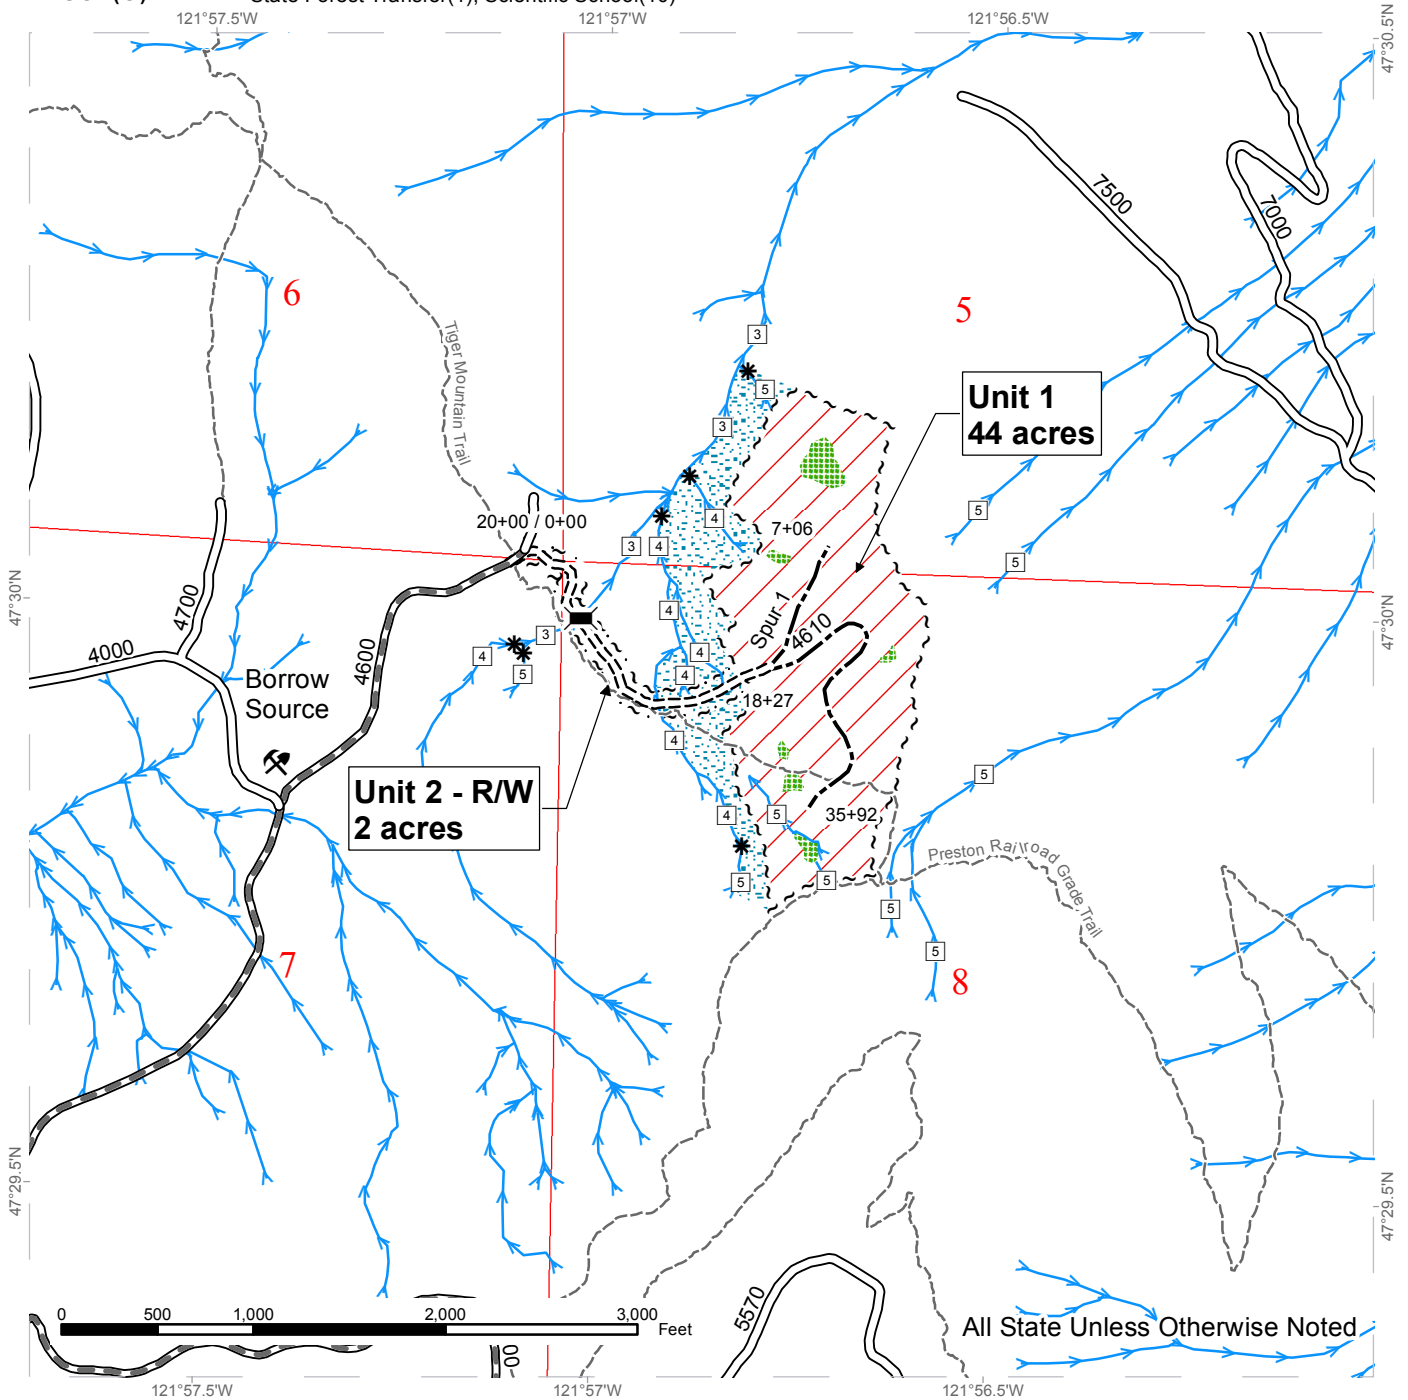 121°57.5'W
121°57'W
121°56.5'W
47°30.5'N
7500
7000
6
5
Tiger Mountain Trail
3
5
3
Unit 1
44 acres
20+00 / 0+00
4
7+06
5
3
4
5
47°30'N
47°30'N
4700
4600
4000
Spur 1
4610
4
3
4
4
5
4
Borrow
Source
18+27
4
5
Unit 2 - R/W
2 acres
4
5
35+92
Preston Railroad Grade Trail
5
5
5
5
7
8
47°29.5'N
47°29.5'N
0
500
1,000
2,000
3,000
Feet
5570
All State Unless Otherwise Noted
121°57.5'W
121°57'W
121°56.5'W